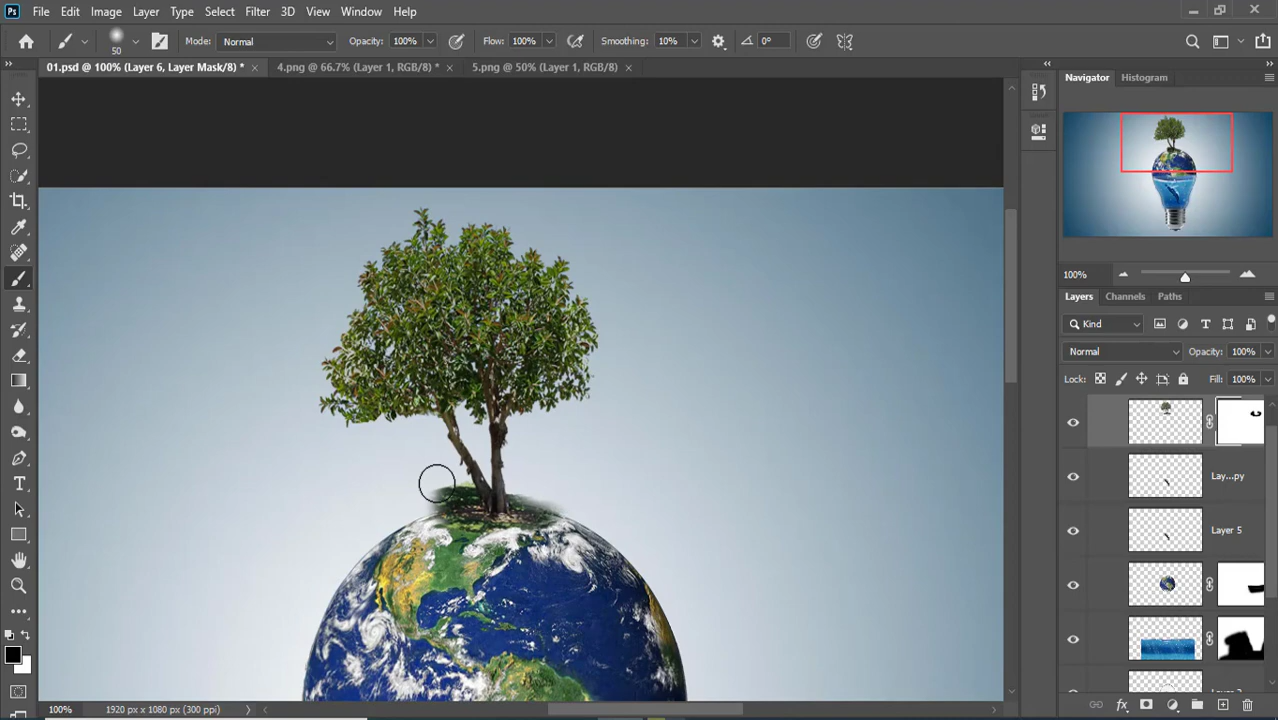 Ps File Edit Image Layer Type Select Filter 3D View Window Help
50 Mode: Normal Opacity: 100% Flow: 100% Smoothing: 10% 0°
01.psd @ 100% (Layer 6, Layer Mask/8) * 4.png @ 66.7% (Layer 1, RGB/8) * 5.png @ 50% (Layer 1, RGB/8)
Navigator Histogram
100%
Layers Channels Paths
Kind
Normal Opacity: 100%
Lock: Fill: 100%
Lay...py
Layer 5
100% 1920 px x 1080 px (300 ppi)